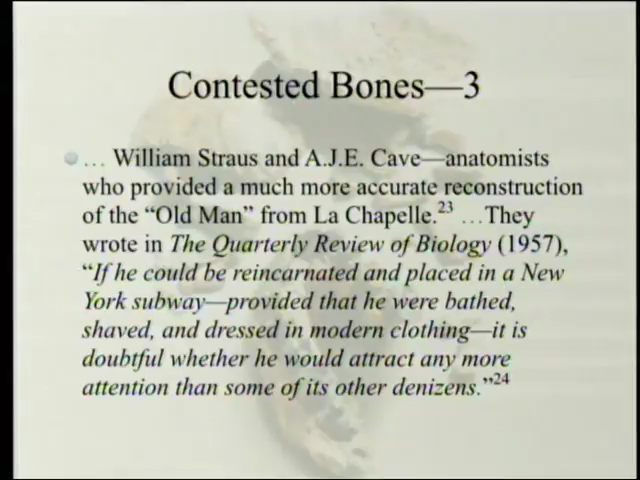 Contested Bones—3
… William Straus and A.J.E. Cave—anatomists
who provided a much more accurate reconstruction
of the “Old Man” from La Chapelle.23 …They
wrote in The Quarterly Review of Biology (1957),
“If he could be reincarnated and placed in a New
York subway—provided that he were bathed,
shaved, and dressed in modern clothing—it is
doubtful whether he would attract any more
attention than some of its other denizens.”24